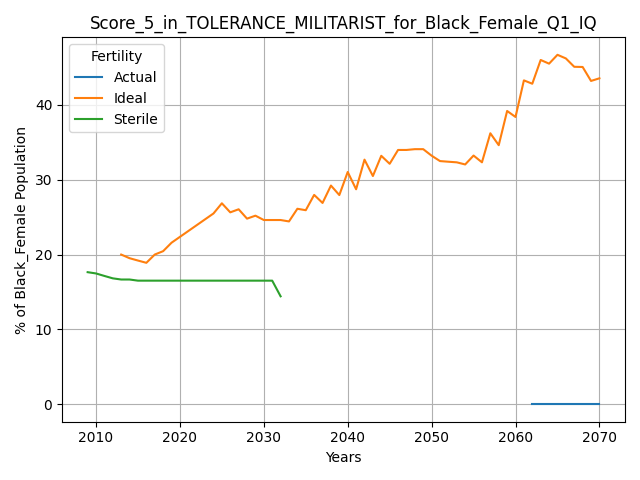 Score_5_in_TOLERANCE_MILITARIST_for_Black_Female_Q1_IQ
Fertility
Actual
Ideal
Sterile
% of Black_Female Population
40
30
20
10
0
2010 2020 2030 2040 2050 2060 2070
Years